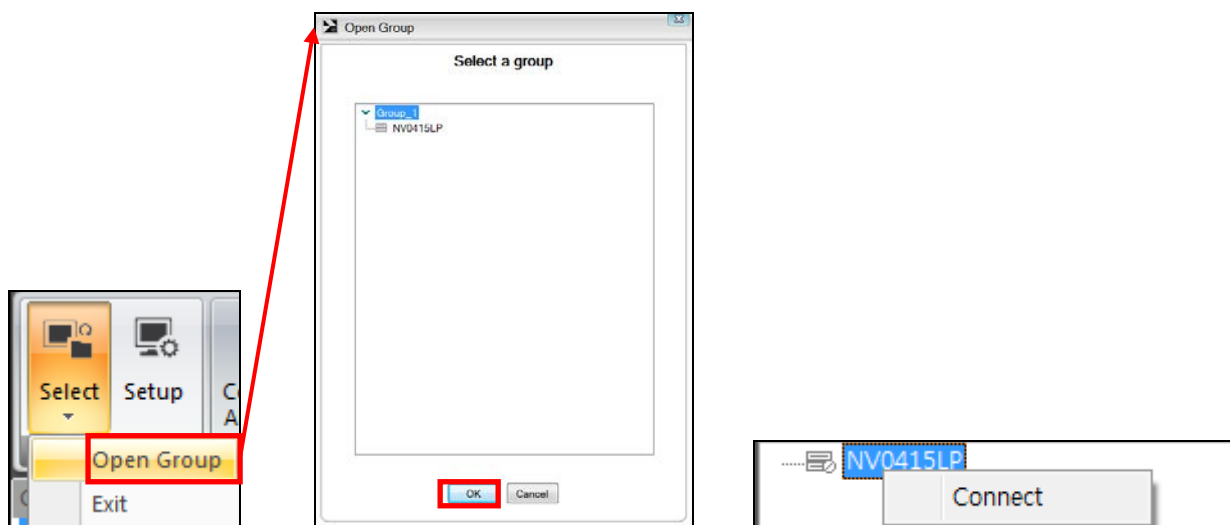 Open Group
Select a group
Group_1
NV0415LP
OK
Cancel
Select
Setup
Open Group
Exit
NV0415LP
Connect